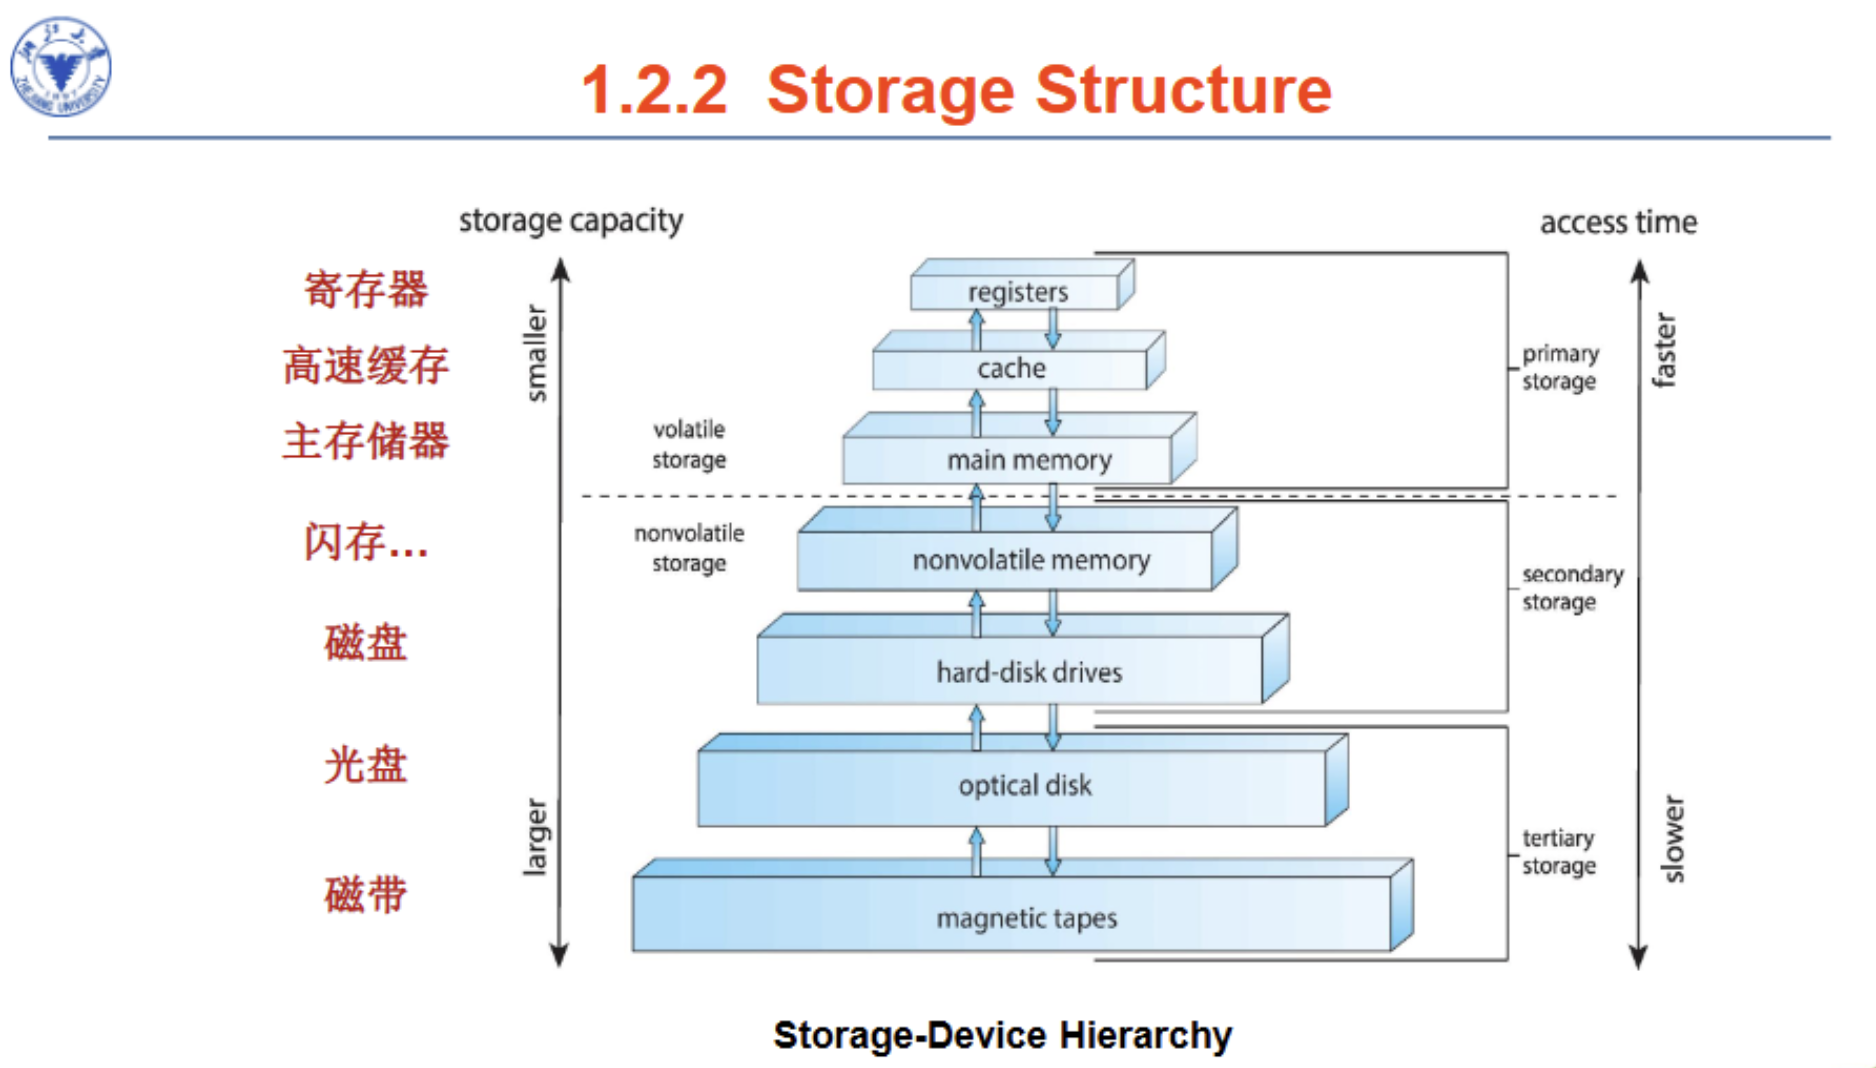 1.2.2 Storage Structure
storage capacity
access time
寄存器
高速缓存
主存储器
闪存...
磁盘
光盘
磁带
smaller
larger
volatile
storage
nonvolatile
storage
registers
cache
main memory
nonvolatile memory
hard-disk drives
optical disk
magnetic tapes
primary
storage
secondary
storage
tertiary
storage
faster
slower
Storage-Device Hierarchy
ZHEJIANG UNIVERSITY
1897